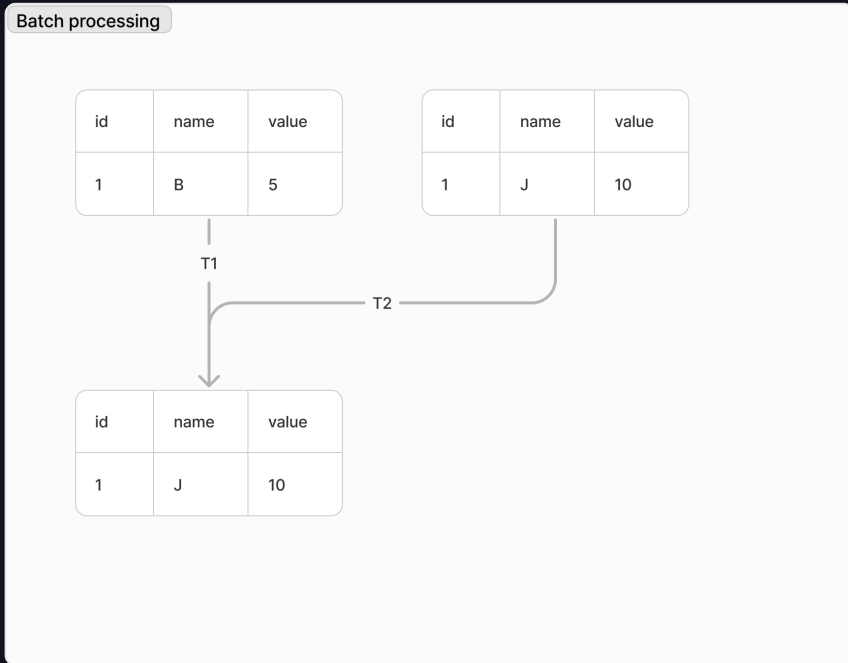 Batch processing
id name value
1 B 5
id name value
1 J 10
T1
T2
id name value
1 J 10